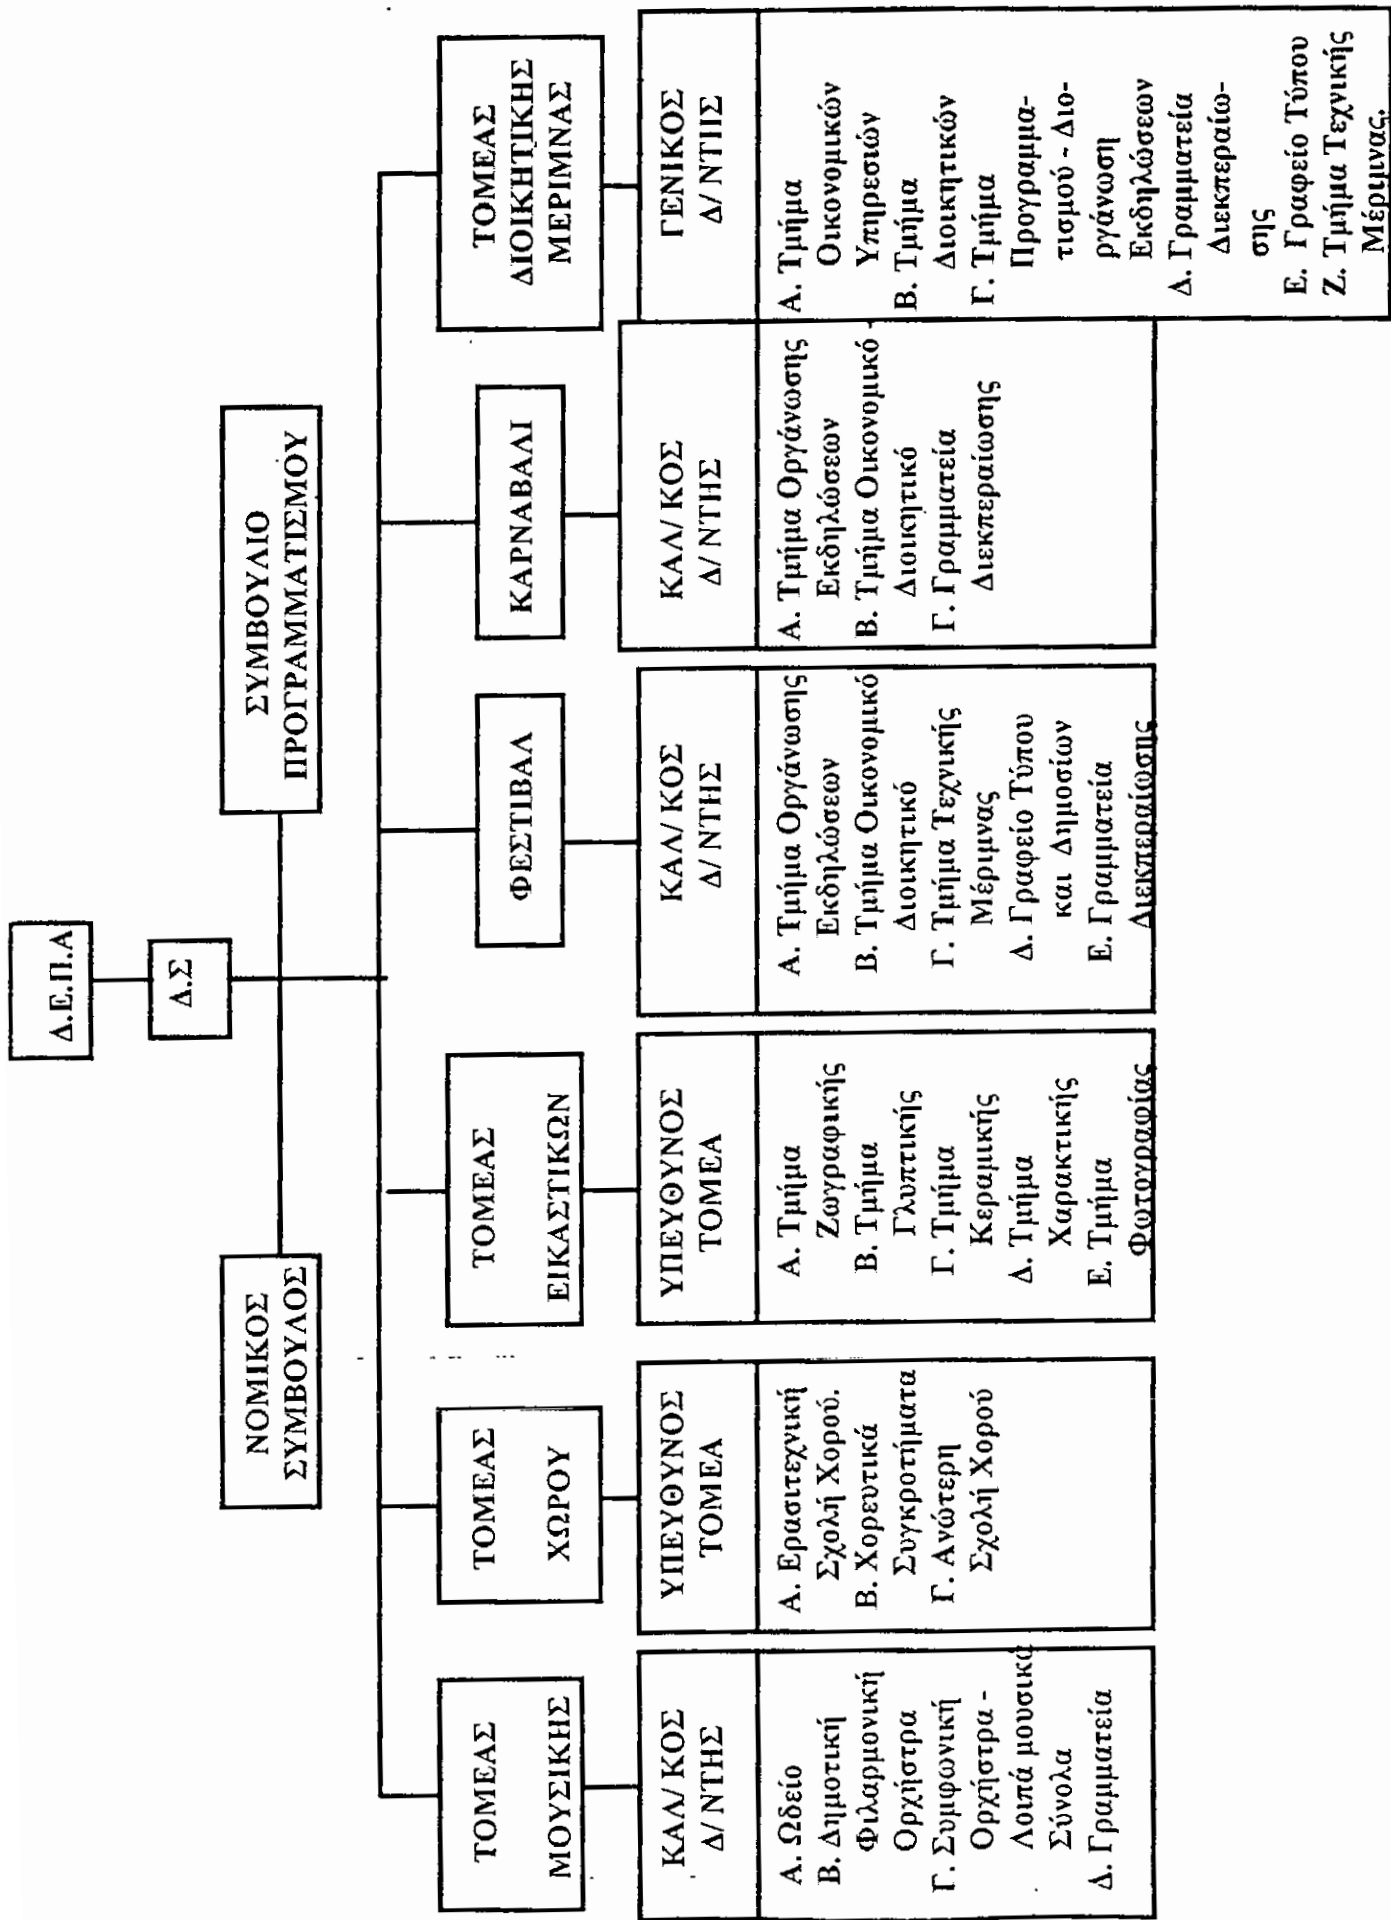 Δ.Ε.Π.Α
Δ.Σ
ΝΟΜΙΚΟΣ
ΣΥΜΒΟΥΛΟΣ
ΣΥΜΒΟΥΛΙΟ
ΠΡΟΓΡΑΜΜΑΤΙΣΜΟΥ
ΤΟΜΕΑΣ
ΜΟΥΣΙΚΗΣ
ΚΑΛ/ ΚΟΣ
Δ/ ΝΤΗΣ
Α. Ωδείο
Β. Δημοτική
Φιλαρμονική
Ορχήστρα
Γ. Συμφωνική
Ορχήστρα -
Λοιπά μουσικά
Σύνολα
Δ. Γραμματεία
ΤΟΜΕΑΣ
ΧΩΡΟΥ
ΥΠΕΥΘΥΝΟΣ
ΤΟΜΕΑ
Α. Ερασιτεχνική
Σχολή Χορού.
Β. Χορευτικά
Συγκροτήματα
Γ. Ανώτερη
Σχολή Χορού
ΤΟΜΕΑΣ
ΕΙΚΑΣΤΙΚΩΝ
ΥΠΕΥΘΥΝΟΣ
ΤΟΜΕΑ
Α. Τμήμα
Ζωγραφικής
Β. Τμήμα
Γλυπτικής
Γ. Τμήμα
Κεραμικής
Δ. Τμήμα
Χαρακτικής
Ε. Τμήμα
Φωτογραφίας
ΦΕΣΤΙΒΑΛ
ΚΑΛ/ ΚΟΣ
Δ/ ΝΤΗΣ
Α. Τμήμα Οργάνωσης
Εκδηλώσεων
Β. Τμήμα Οικονομικό
Διοικητικό
Γ. Τμήμα Τεχνικής
Μέριμνας
Δ. Γραφείο Τύπου
και Δημοσίων
Ε. Γραμματεία
Διεκπεραίωσης
ΚΑΡΝΑΒΑΛΙ
ΚΑΛ/ ΚΟΣ
Δ/ ΝΤΗΣ
Α. Τμήμα Οργάνωσης
Εκδηλώσεων
Β. Τμήμα Οικονομικό -
Διοικητικό
Γ. Γραμματεία
Διεκπεραίωσης
ΤΟΜΕΑΣ
ΔΙΟΙΚΗΤΙΚΗΣ
ΜΕΡΙΜΝΑΣ
ΓΕΝΙΚΟΣ
Δ/ ΝΤΗΣ
Α. Τμήμα
Οικονομικών
Υπηρεσιών
Β. Τμήμα
Διοικητικών
Γ. Τμήμα
Προγραμμα-
τισμού - Διο-
ργάνωση
Εκδηλώσεων
Δ. Γραμματεία
Διεκπεραίω-
σης
Ε. Γραφείο Τύπου
Ζ. Τμήμα Τεχνικής
Μέριμνας.